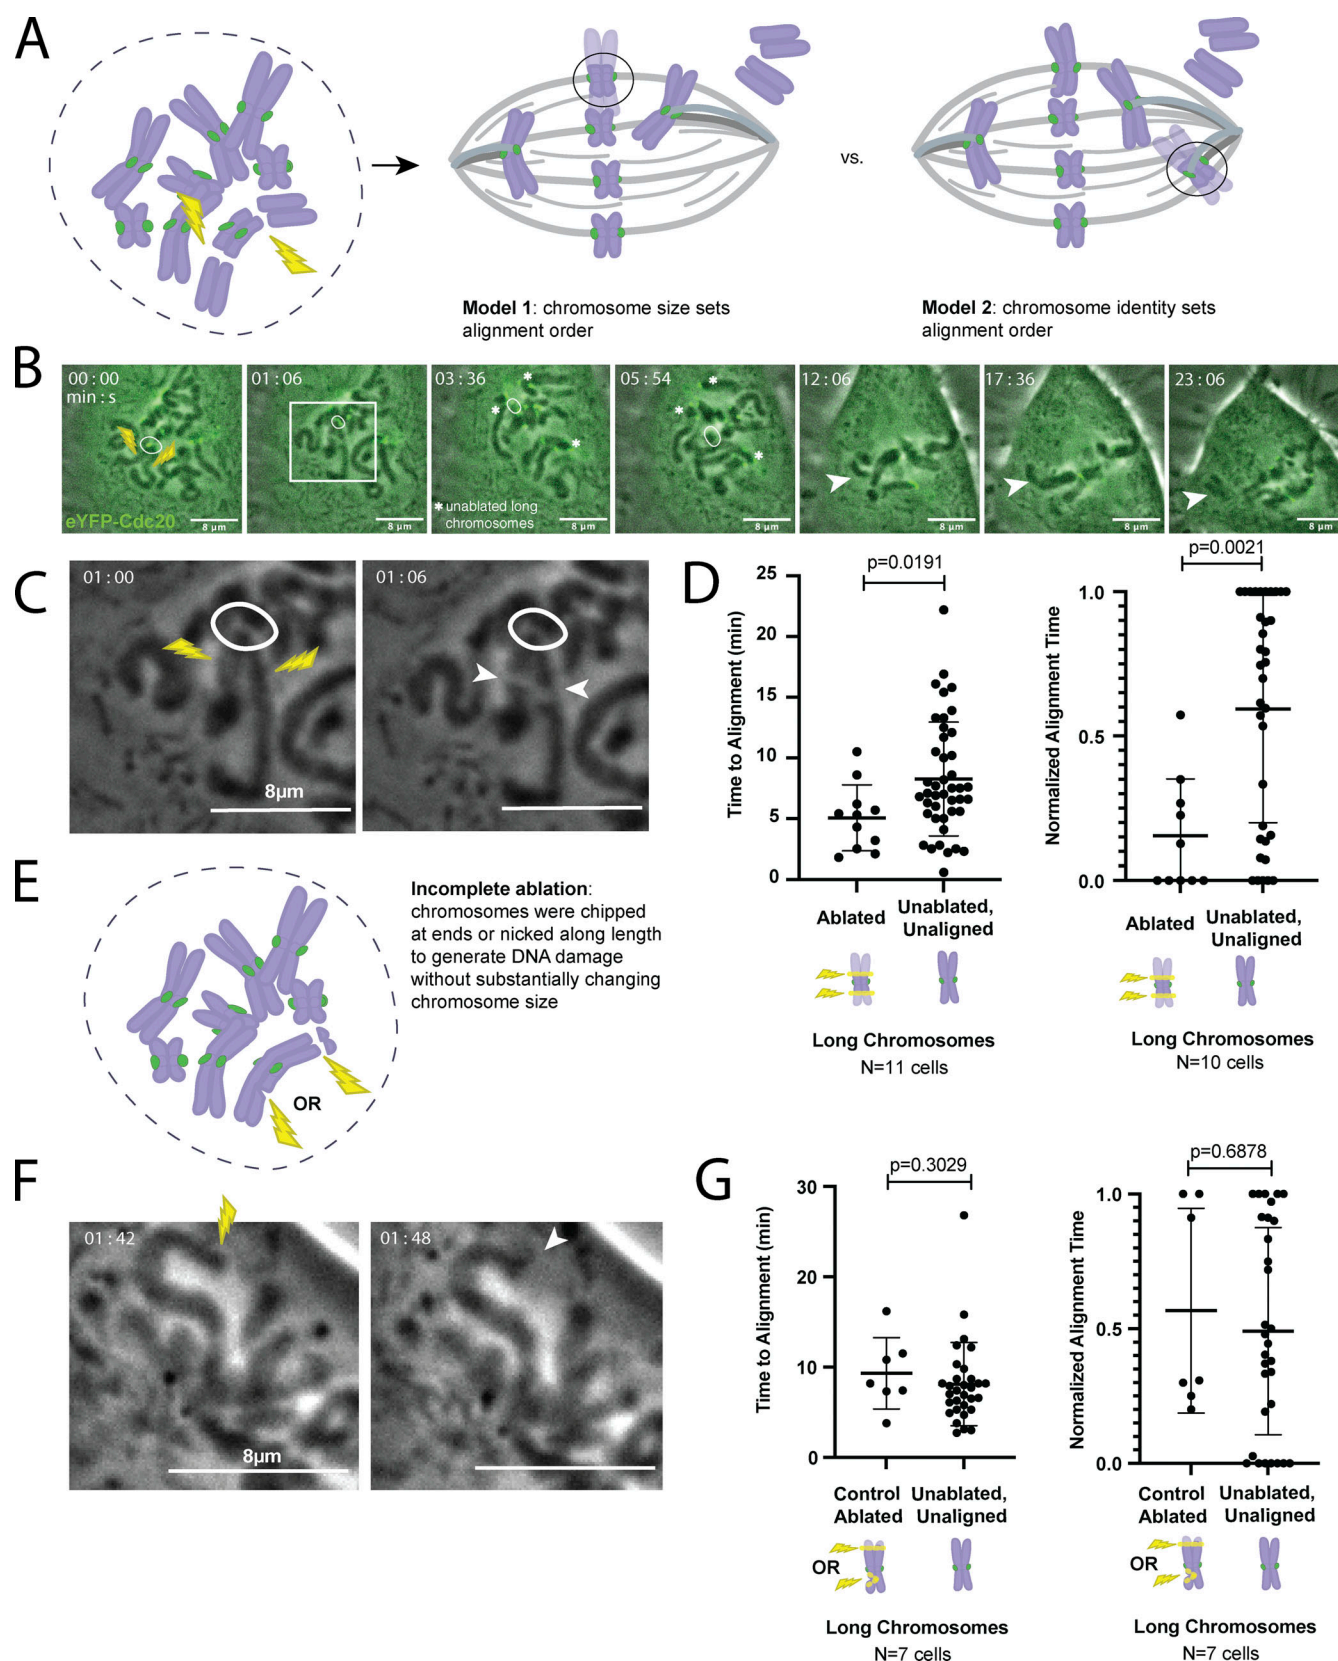 A
vs.
Model 1: chromosome size sets
alignment order
Model 2: chromosome identity sets
alignment order
B
00 : 00
min : s
eYFP-Cdc20
8 µm
01 : 06
8 µm
03 : 36
* * *
* unablated long
chromosomes
8 µm
05 : 54
* * *
8 µm
12 : 06
8 µm
17 : 36
8 µm
23 : 06
8 µm
C
01 : 00
8µm
01 : 06
D
p=0.0191
Time to Alignment (min)
25
20
15
10
5
0
Ablated
Unablated,
Unaligned
Long Chromosomes
N=11 cells
p=0.0021
Normalized Alignment Time
1.0
0.5
0.0
Ablated
Unablated,
Unaligned
Long Chromosomes
N=10 cells
E
OR
Incomplete ablation:
chromosomes were chipped
at ends or nicked along length
to generate DNA damage
without substantially changing
chromosome size
F
01 : 42
8µm
01 : 48
G
p=0.3029
Time to Alignment (min)
30
20
10
0
Control
Ablated
Unablated,
Unaligned
OR
Long Chromosomes
N=7 cells
p=0.6878
Normalized Alignment Time
1.0
0.5
0.0
Control
Ablated
Unablated,
Unaligned
OR
Long Chromosomes
N=7 cells